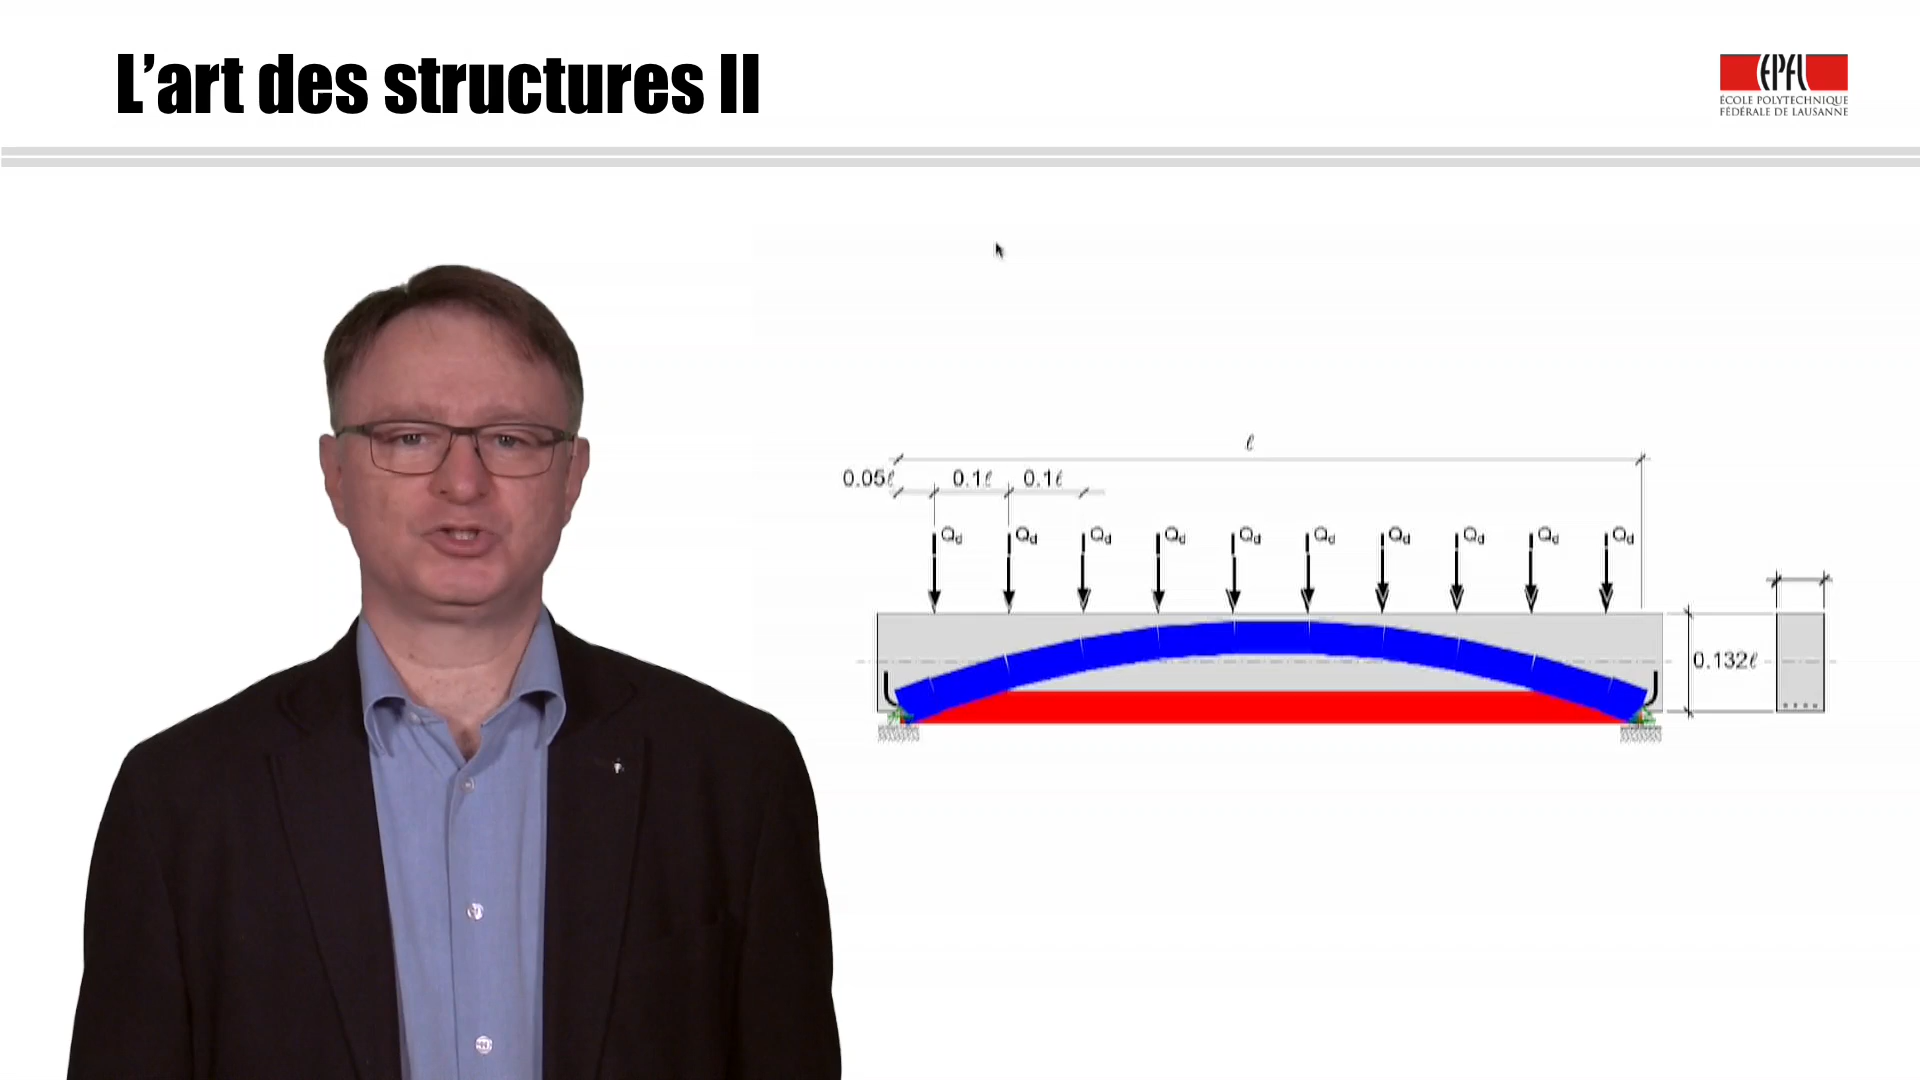 L'art des structures II
EPFL
ÉCOLE POLYTECHNIQUE
FÉDÉRALE DE LAUSANNE
ℓ
0.05ℓ 0.1ℓ 0.1ℓ
Qd Qd Qd Qd Qd Qd Qd Qd Qd Qd
0.132ℓ